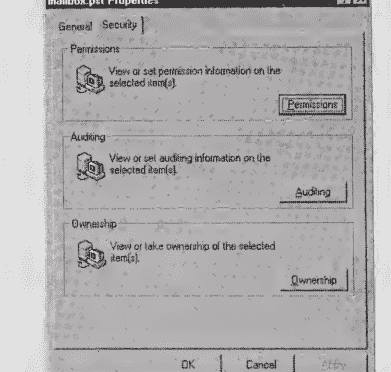 mailbox.pst Properties
General Security
Permissions
View or set permission information on the
selected item(s).
Permissions
Auditing
View or set auditing information on the
selected item(s).
Auditing
Ownership
View or take ownership of the selected
item(s).
Ownership
OK Cancel Apply